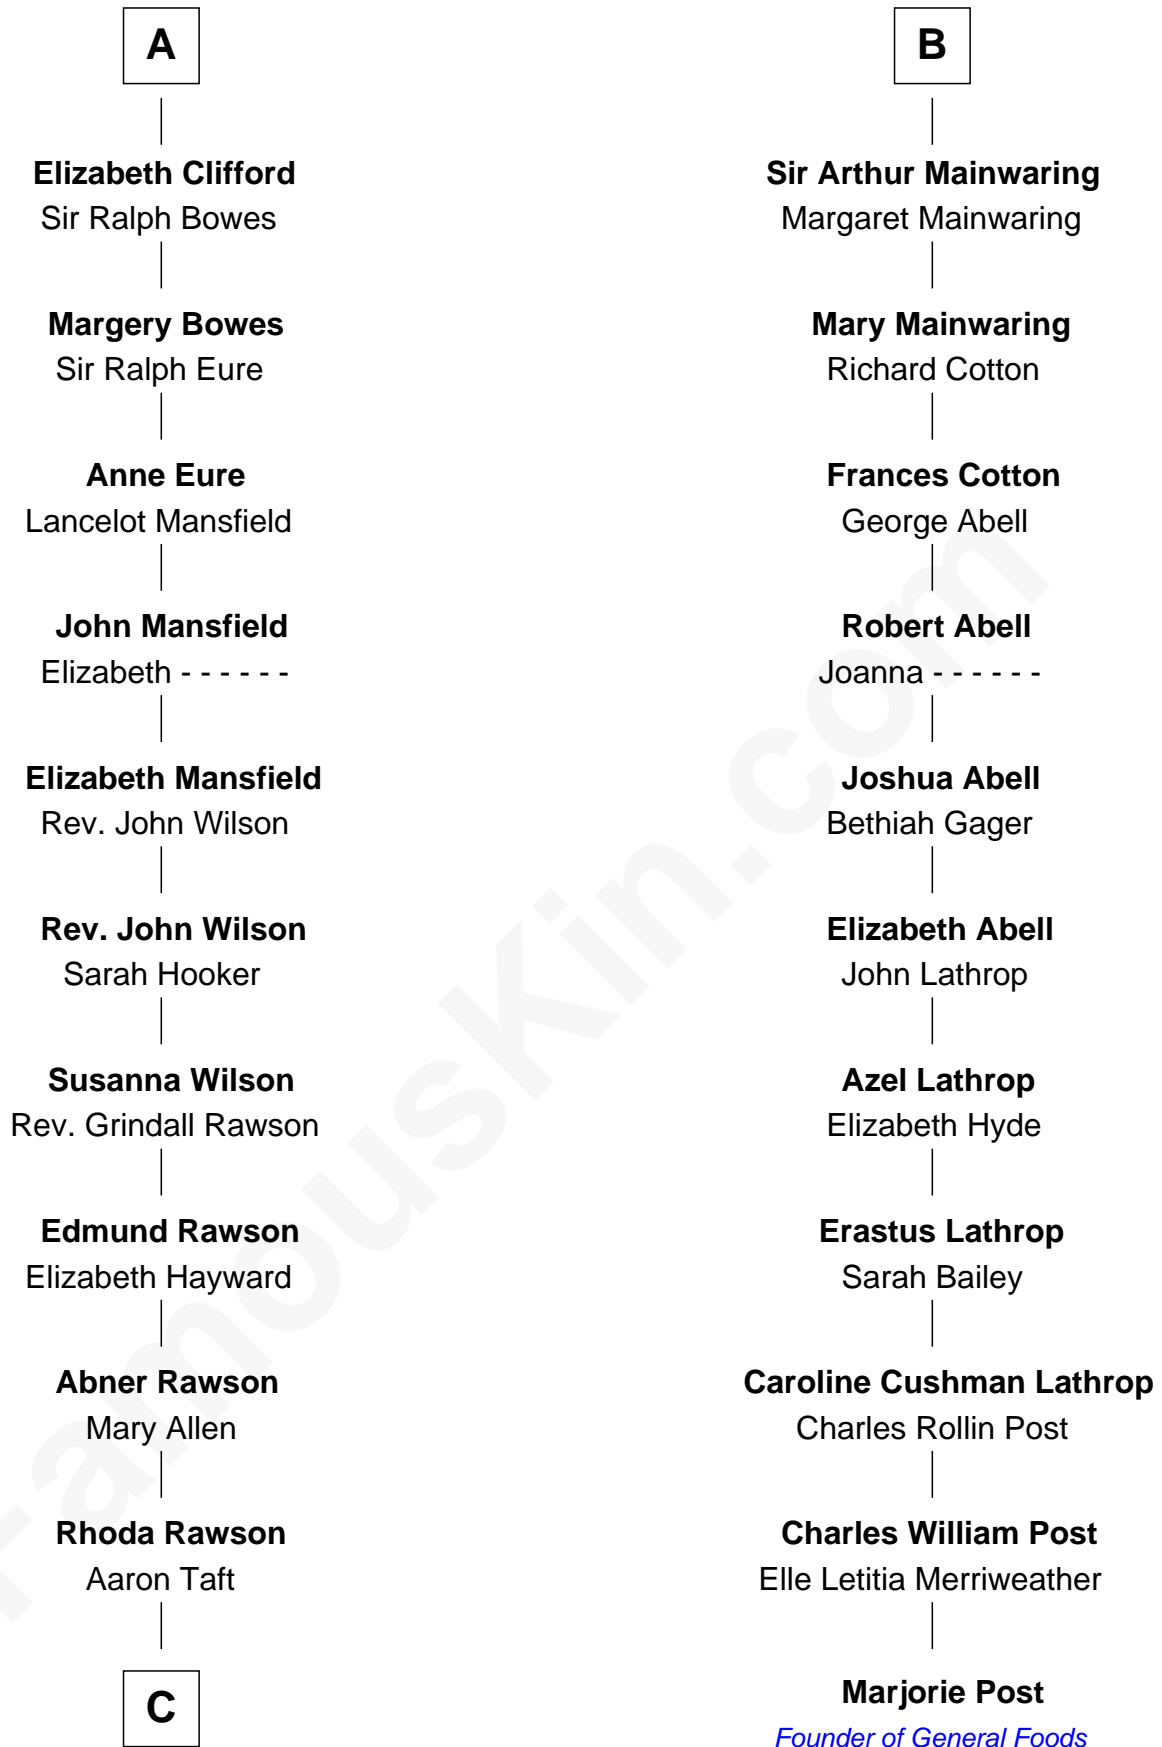 A
Elizabeth Clifford
Sir Ralph Bowes
Margery Bowes
Sir Ralph Eure
Anne Eure
Lancelot Mansfield
John Mansfield
Elizabeth - - - - - -
Elizabeth Mansfield
Rev. John Wilson
Rev. John Wilson
Sarah Hooker
Susanna Wilson
Rev. Grindall Rawson
Edmund Rawson
Elizabeth Hayward
Abner Rawson
Mary Allen
Rhoda Rawson
Aaron Taft
C
B
Sir Arthur Mainwaring
Margaret Mainwaring
Mary Mainwaring
Richard Cotton
Frances Cotton
George Abell
Robert Abell
Joanna - - - - - -
Joshua Abell
Bethiah Gager
Elizabeth Abell
John Lathrop
Azel Lathrop
Elizabeth Hyde
Erastus Lathrop
Sarah Bailey
Caroline Cushman Lathrop
Charles Rollin Post
Charles William Post
Elle Letitia Merriweather
Marjorie Post
Founder of General Foods
FamousKin.com